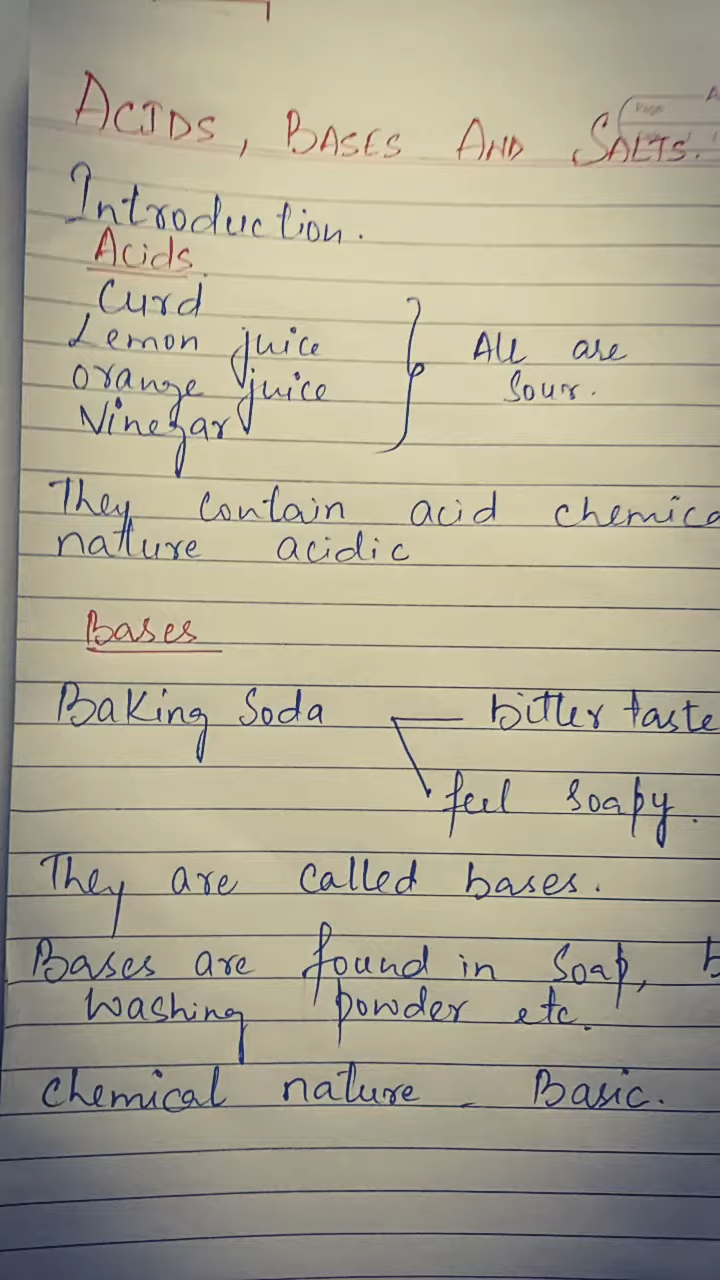 ACIDS, BASES AND SALTS.
Page
Introduction.
Acids
Curd
Lemon juice
Orange juice
Vinegar
All are
Sour.
They contain acid
nature acidic
Bases
Baking Soda
bitter taste
feel soapy.
They are called bases.
Bases are found in Soap,
washing powder etc.
Chemical nature - Basic.